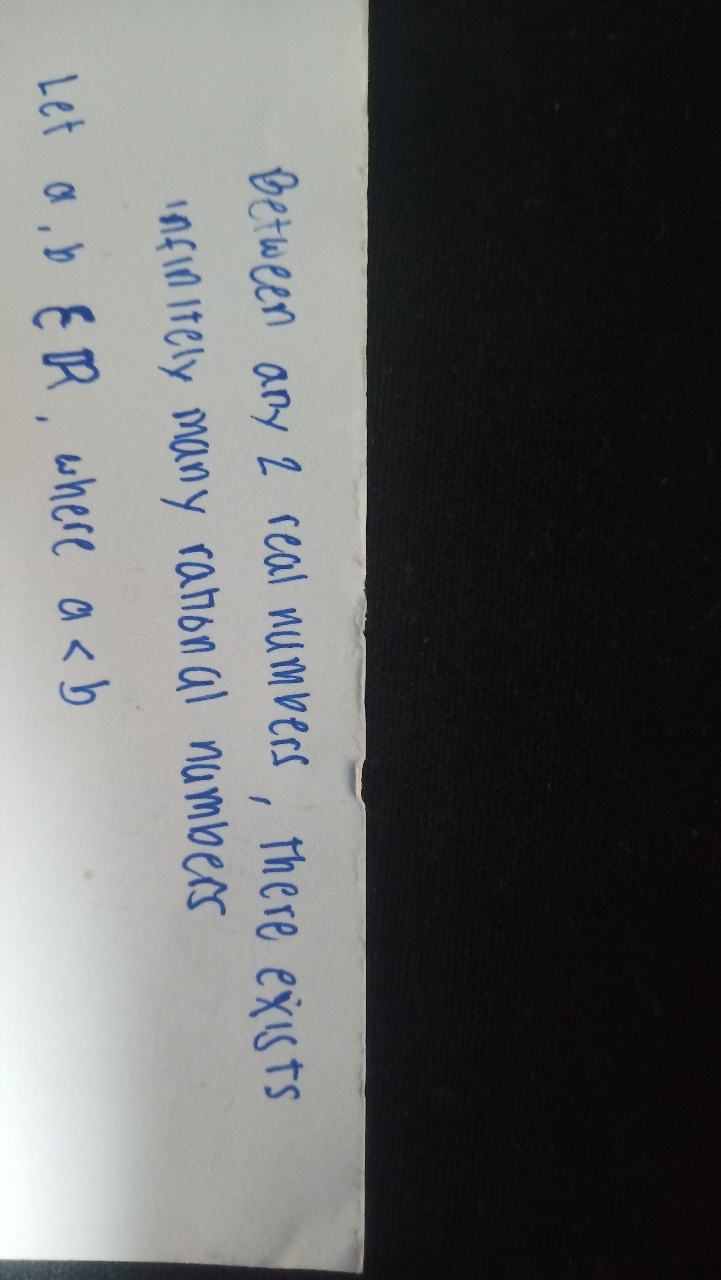 Between any 2 real numbers, there exists
infinitely many rational numbers
Let a, b ∈ ℝ, where a < b